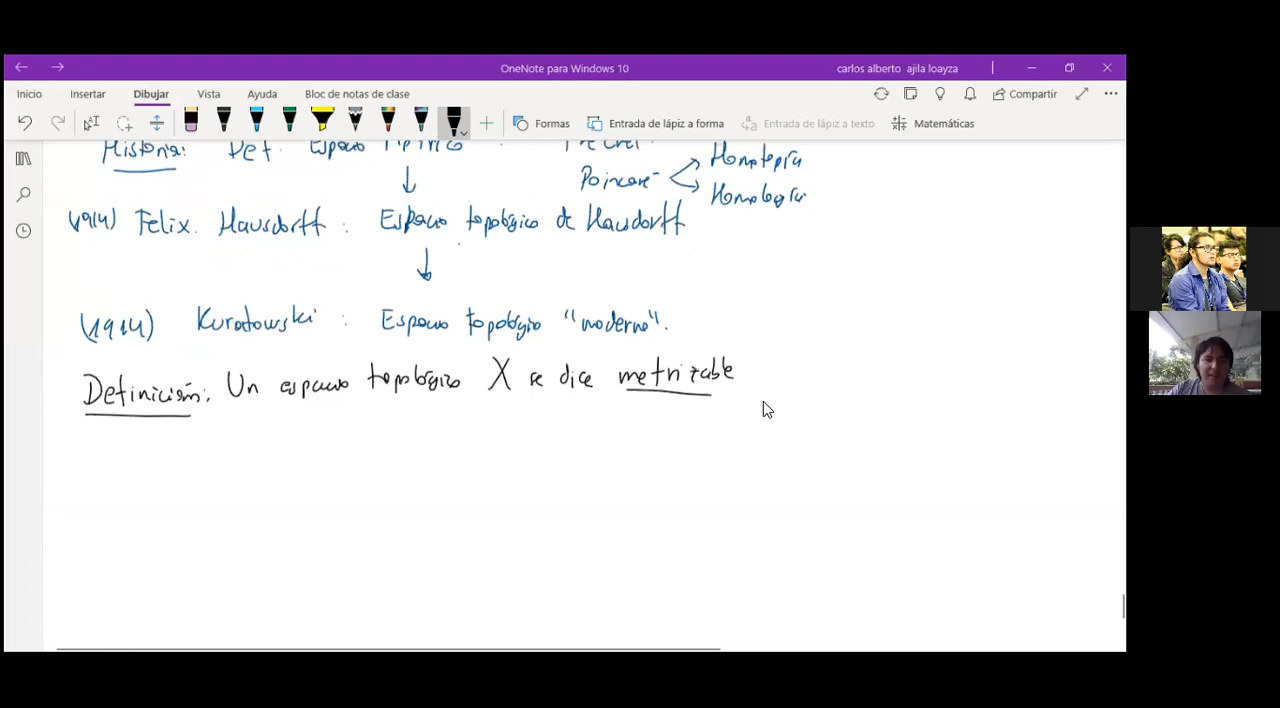 OneNote para Windows 10
carlos alberto ajila loayza
Inicio Insertar Dibujar Vista Ayuda Bloc de notas de clase
Compartir
Formas Entrada de lápiz a forma Entrada de lápiz a texto Matemáticas
Historia: Def. Espacio
Homotopía
Poincaré
Homología
(1914) Felix. Hausdorff : Espacio topológico de Hausdorff
(1914) Kuratowski : Espacio topológico "moderno".
Definición: Un espacio topológico X se dice metrizable